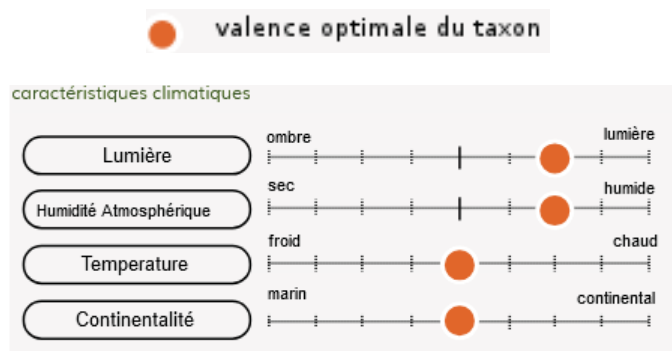 valence optimale du taxon
caractéristiques climatiques
Lumière
ombre
lumière
Humidité Atmosphérique
sec
humide
Temperature
froid
chaud
Continentalité
marin
continental